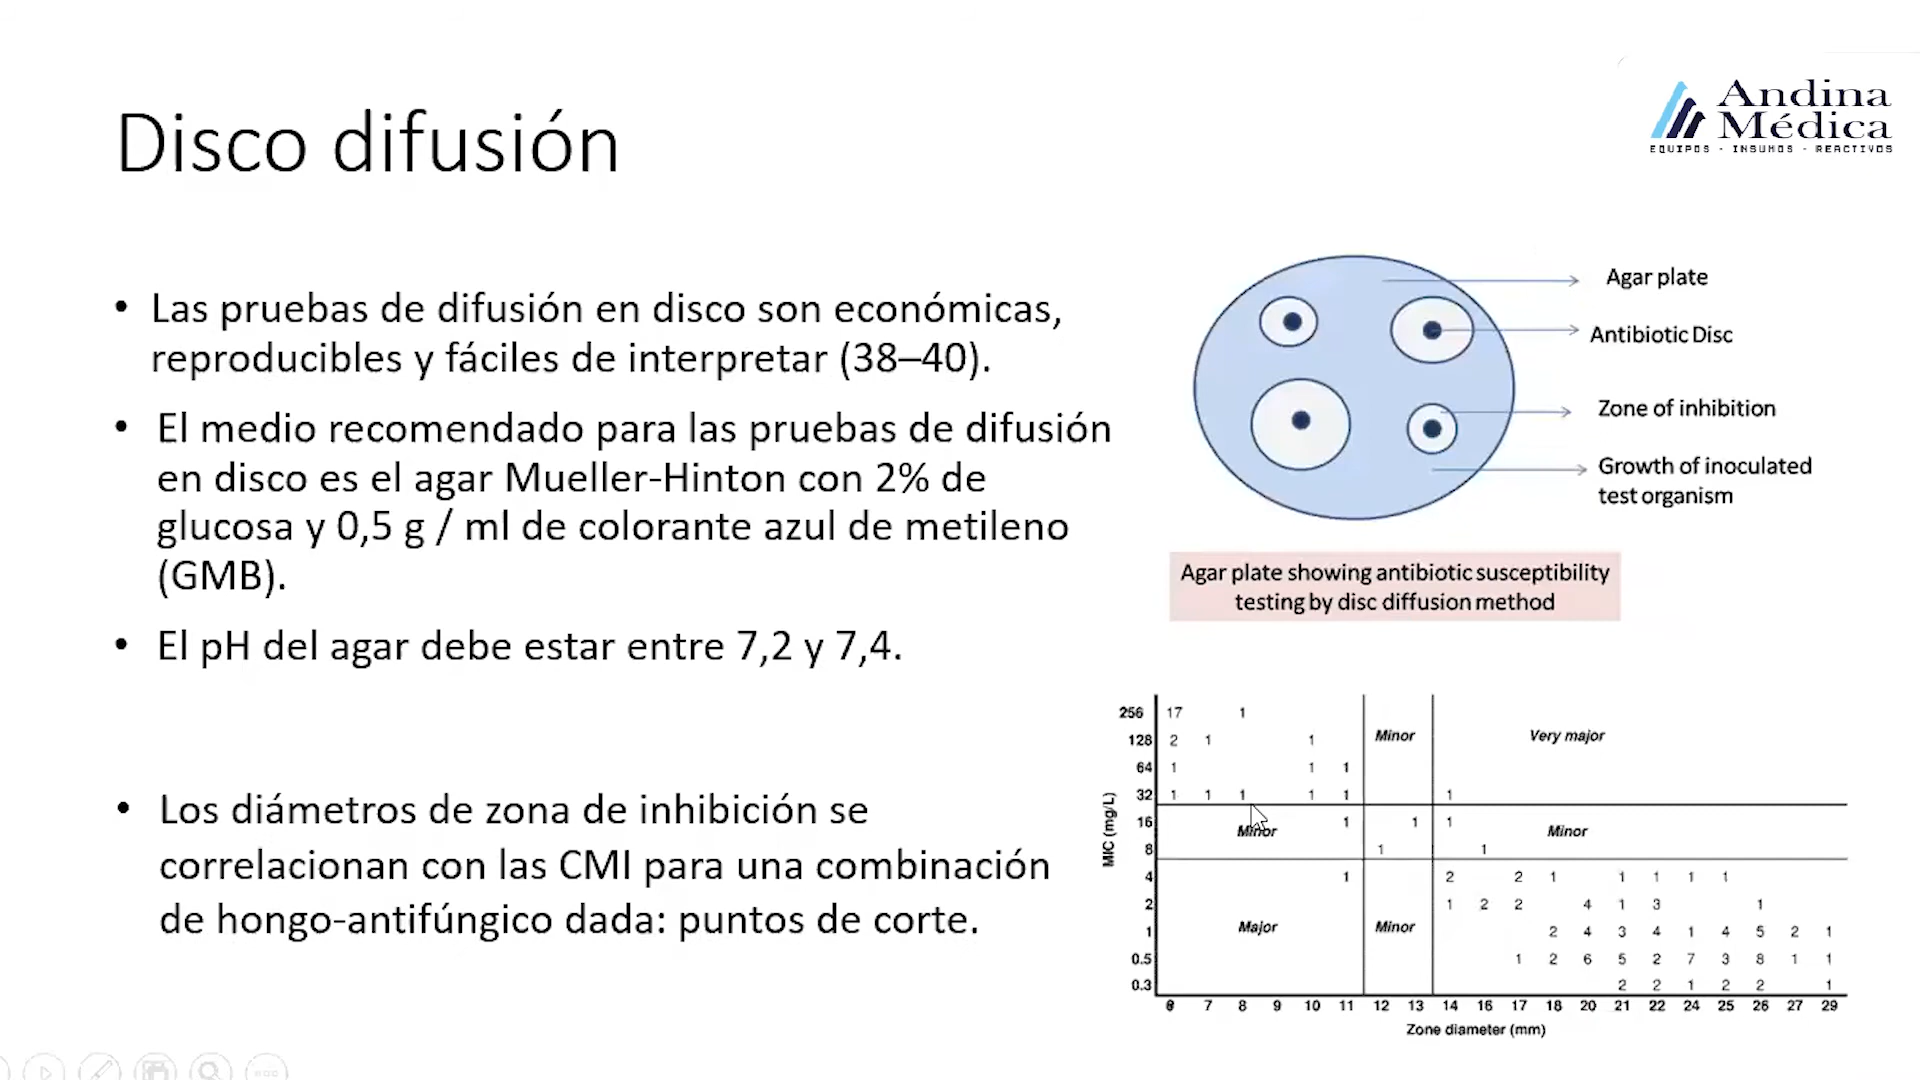 Disco difusión
Andina
Médica
EQUIPOS - INSUMOS - REACTIVOS
• Las pruebas de difusión en disco son económicas,
reproducibles y fáciles de interpretar (38–40).
• El medio recomendado para las pruebas de difusión
en disco es el agar Mueller-Hinton con 2% de
glucosa y 0,5 g / ml de colorante azul de metileno
(GMB).
• El pH del agar debe estar entre 7,2 y 7,4.
• Los diámetros de zona de inhibición se
correlacionan con las CMI para una combinación
de hongo-antifúngico dada: puntos de corte.
Agar plate
Antibiotic Disc
Zone of inhibition
Growth of inoculated
test organism
Agar plate showing antibiotic susceptibility
testing by disc diffusion method
MIC (mg/L)
256 17 1
128 2 1 1
64 1 1 1
32 1 1 1 1 1 1
16 1 1 1
8 1 1
4 1 2 2 1 1 1 1 1
2 1 2 2 4 1 3 1
1 2 4 3 4 1 4 5 2 1
0.5 1 2 6 5 2 7 3 8 1 1
0.3 2 2 1 2 2 1
Minor Very major
Minor Minor
Major Minor
6 7 8 9 10 11 12 13 14 16 17 18 20 21 22 24 25 26 27 29
Zone diameter (mm)